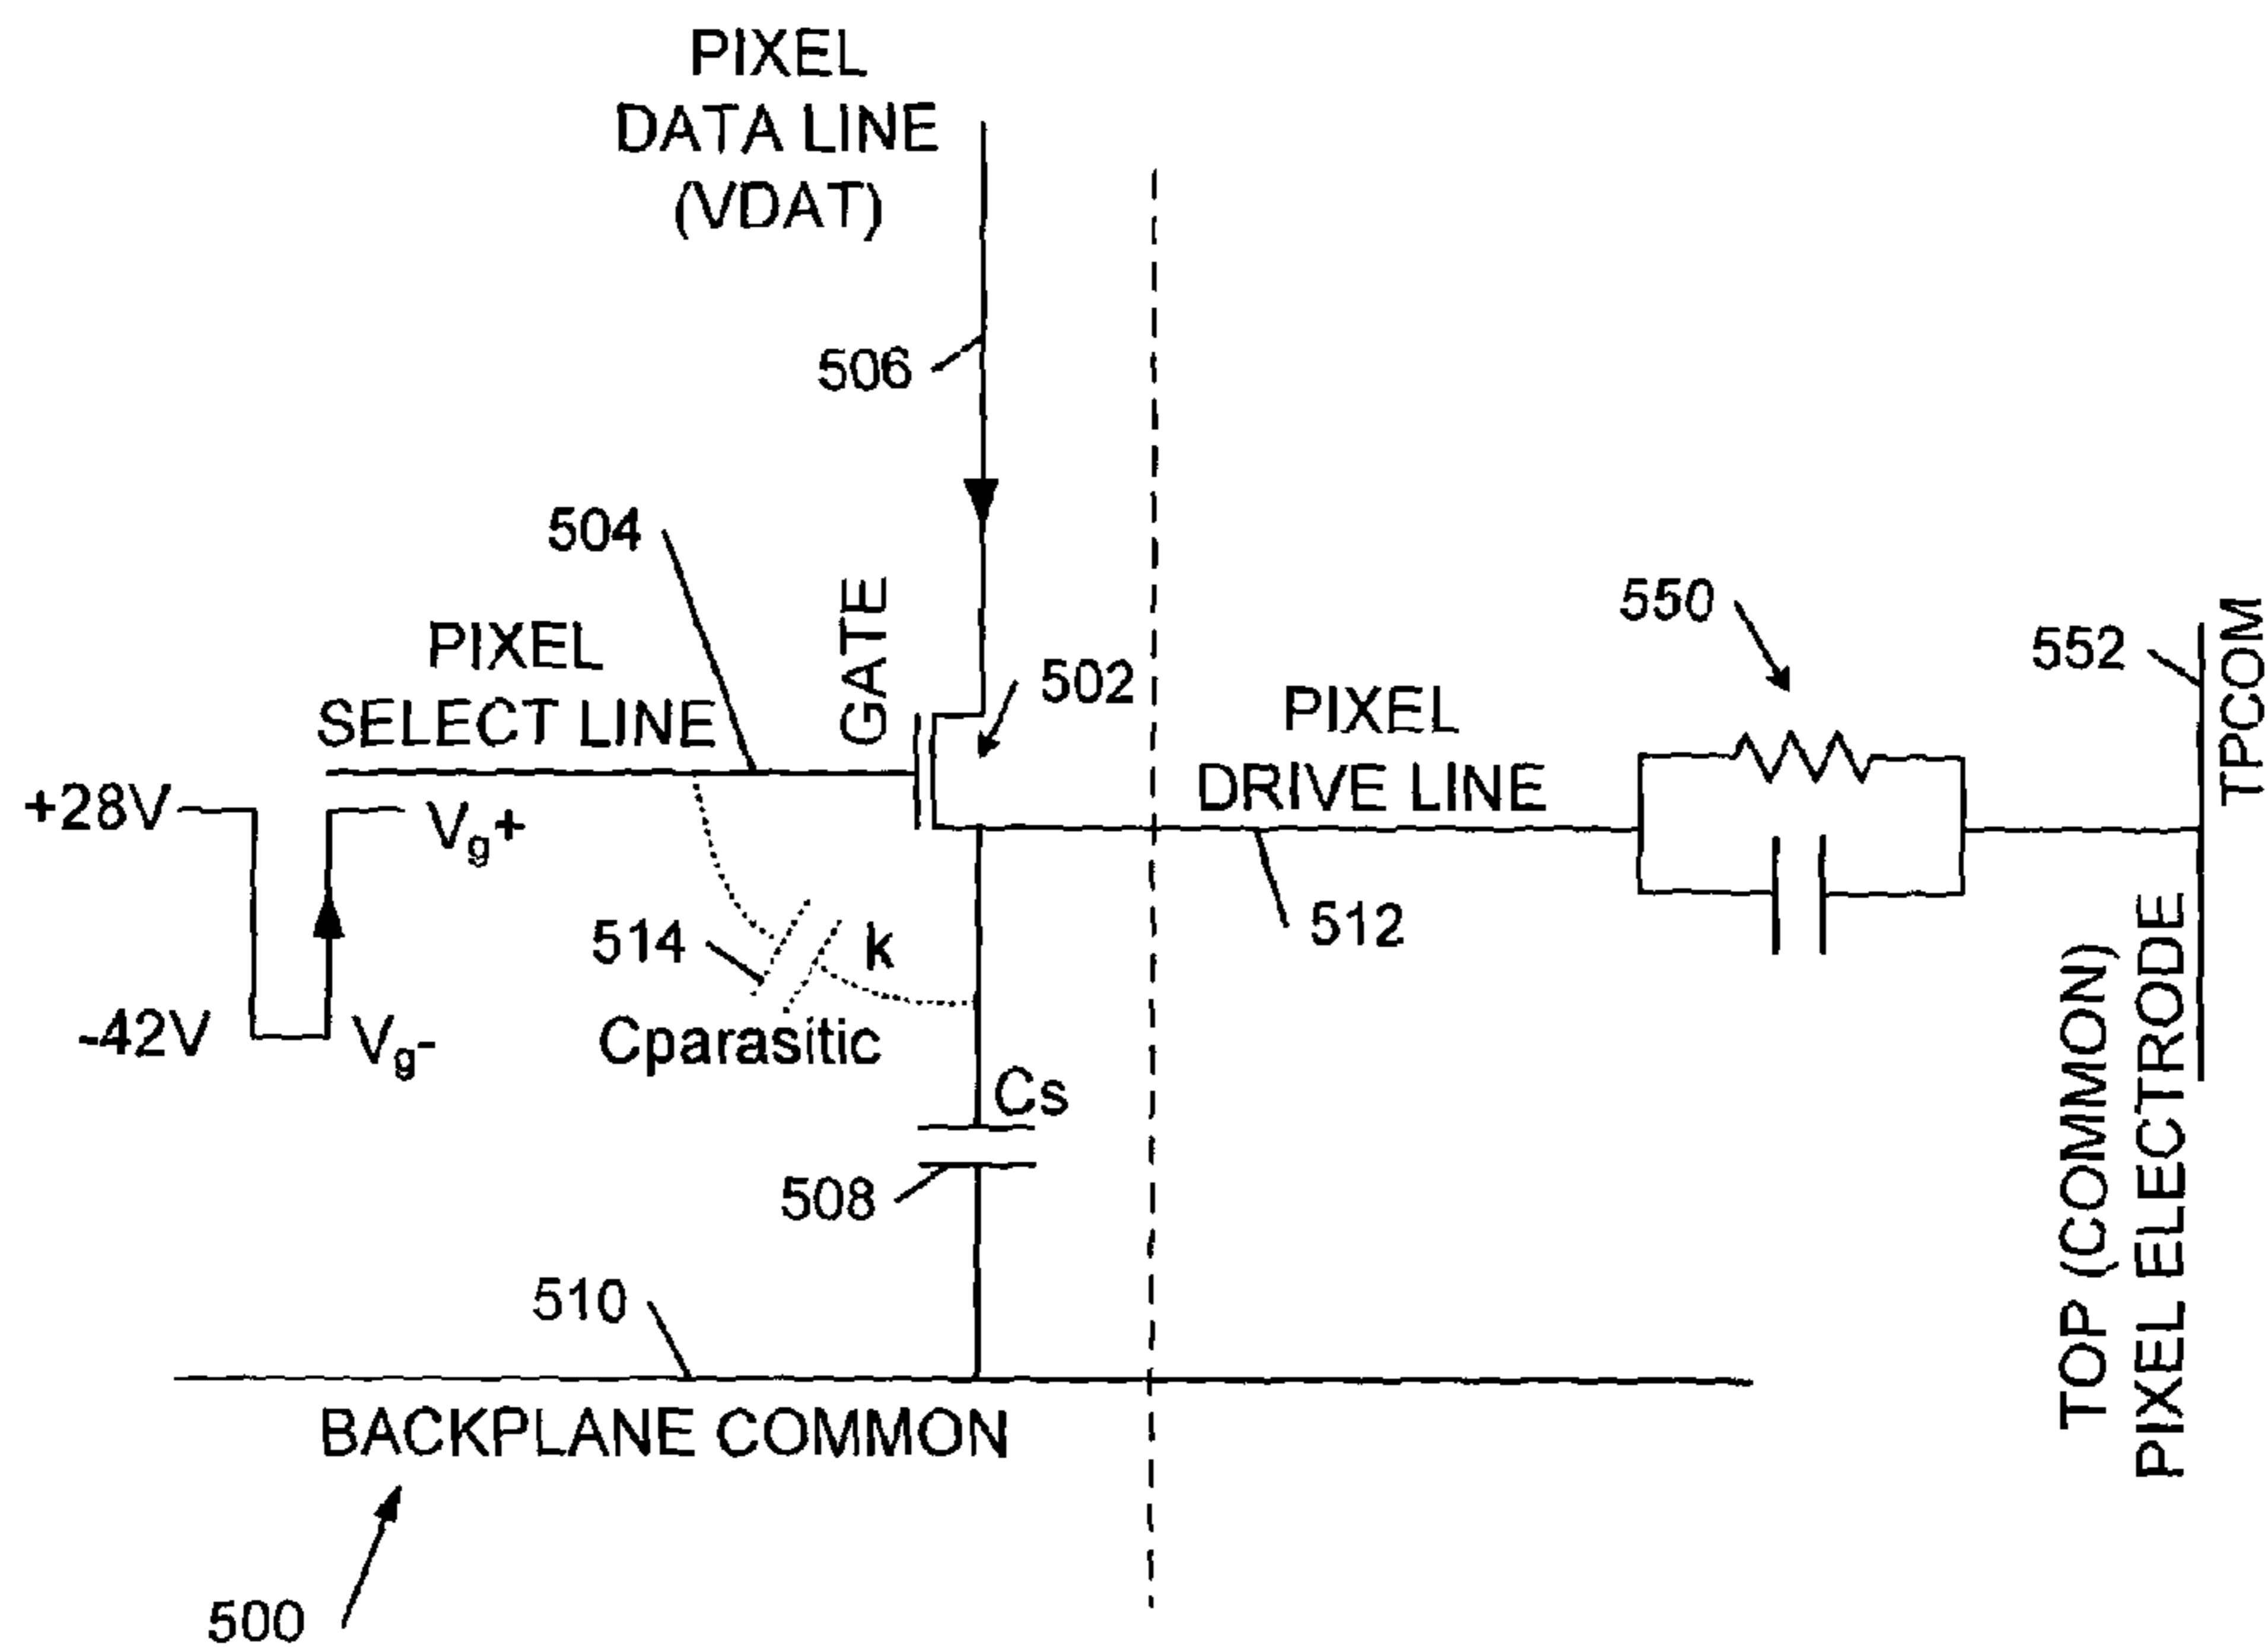 PIXEL
DATA LINE
(VDAT)
506
504
GATE
550
552
TPCOM
PIXEL
SELECT LINE
502
PIXEL
DRIVE LINE
+28V
Vg+
512
514
k
-42V
Vg-
Cparasitic
Cs
508
TOP (COMMON)
PIXEL ELECTRODE
510
BACKPLANE COMMON
500